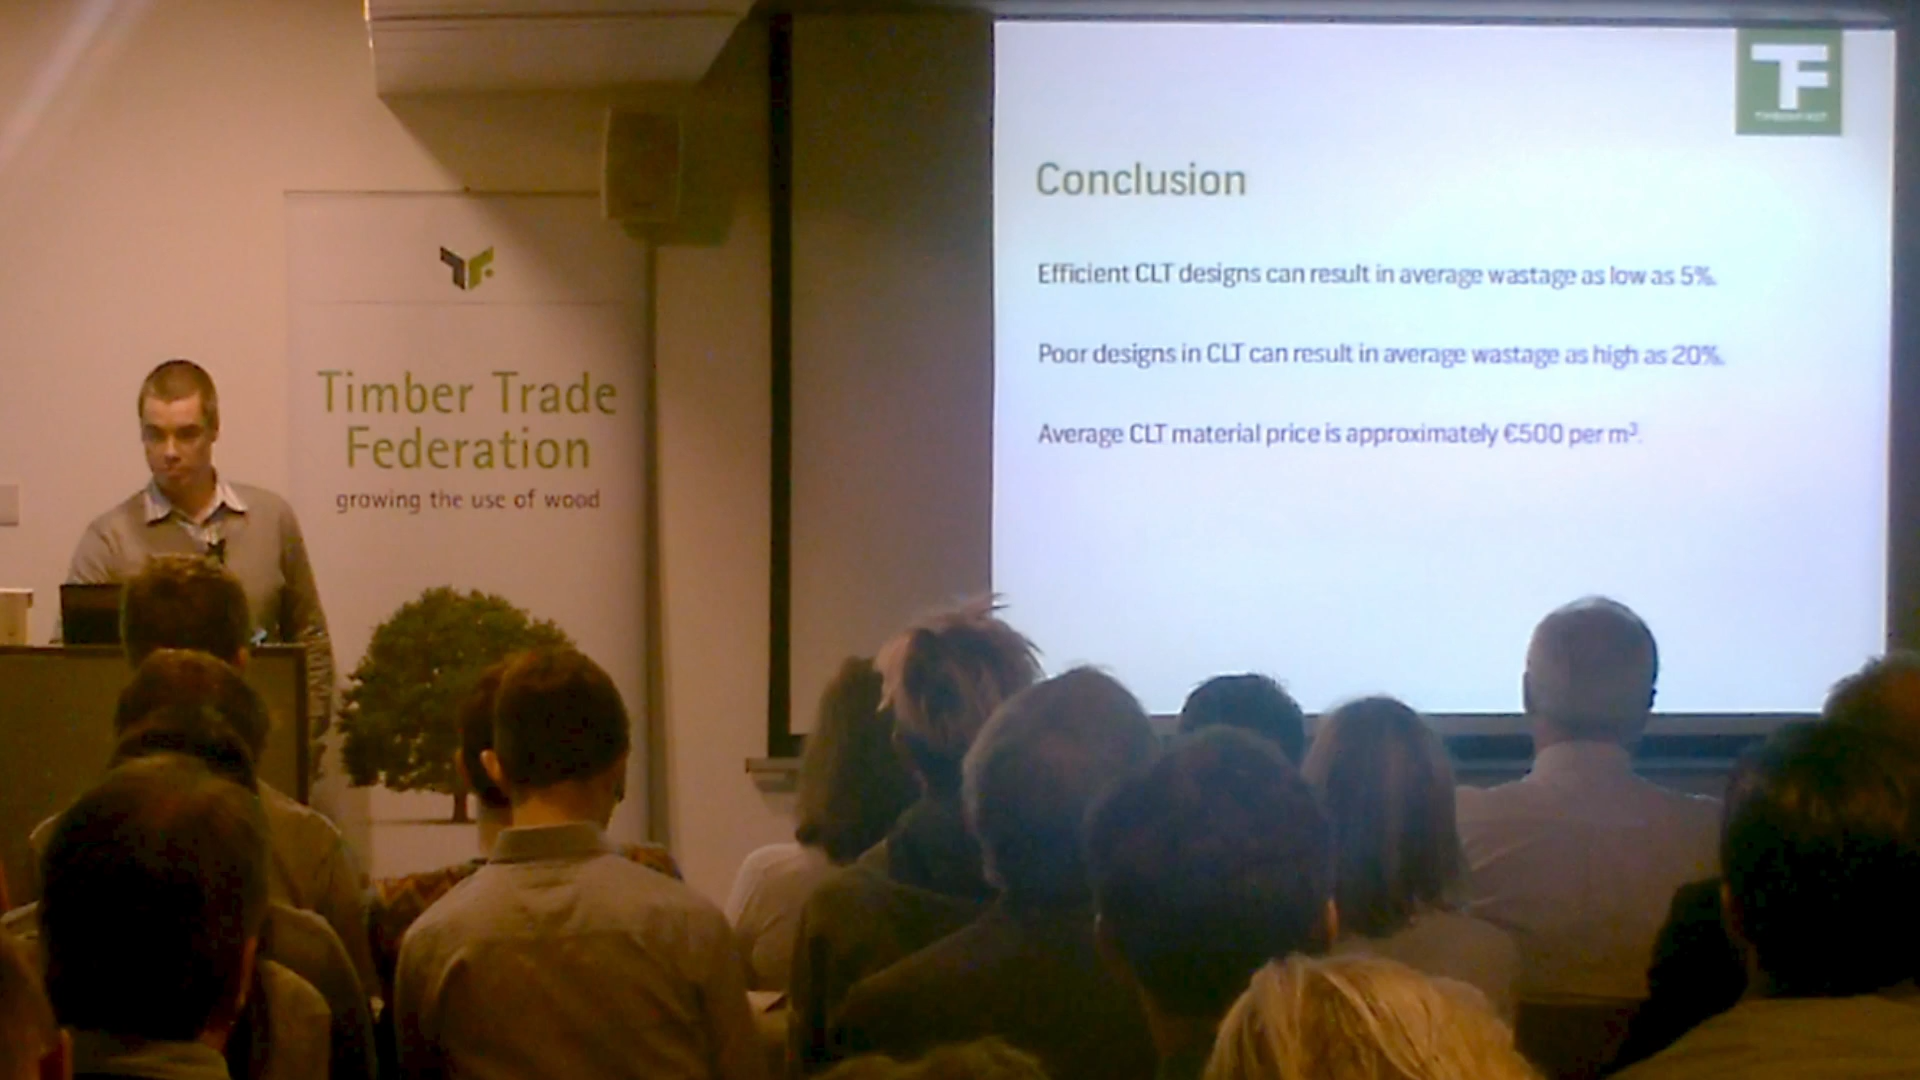 Timber Trade
Federation
growing the use of wood
TF
Conclusion
Efficient CLT designs can result in average wastage as low as 5%.
Poor designs in CLT can result in average wastage as high as 20%.
Average CLT material price is approximately €500 per m³.